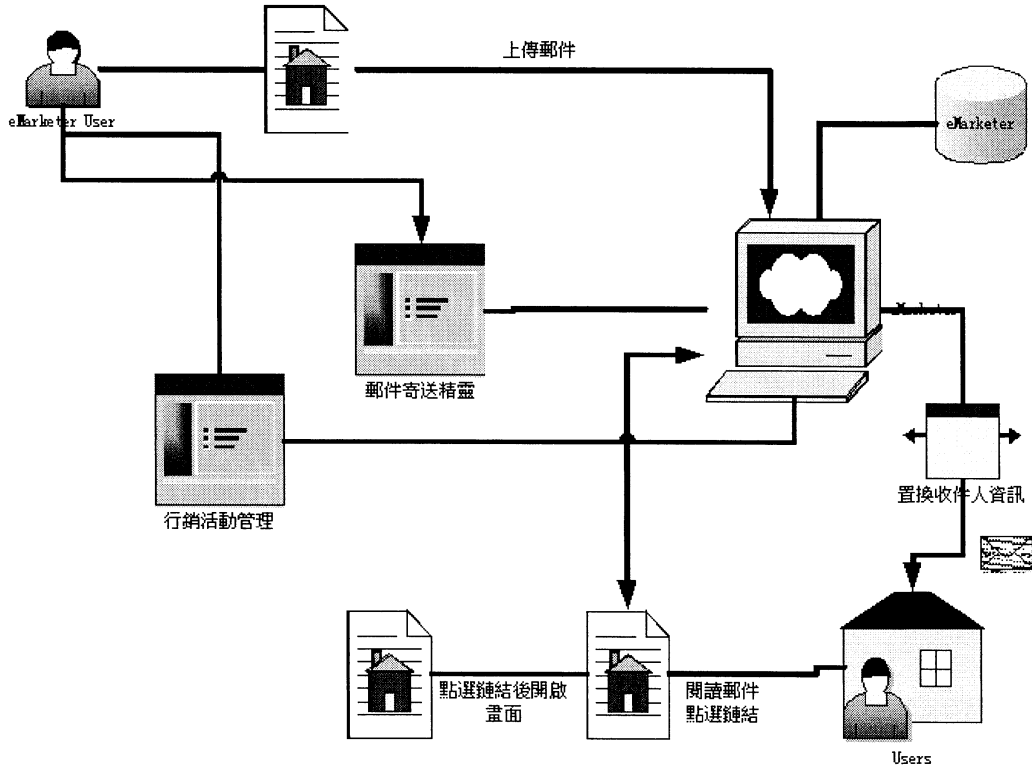 上傳郵件
eMarketer User
eMarketer
郵件寄送精靈
置換收件人資訊
行銷活動管理
點選鏈結後開啟
畫面
閱讀郵件
點選鏈結
Users